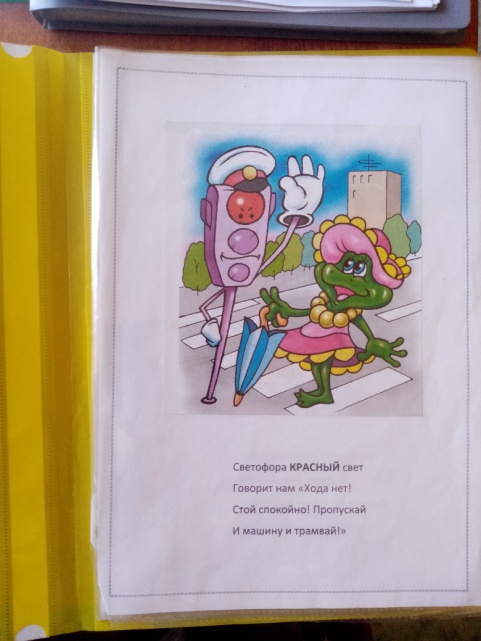 Светофора КРАСНЫЙ свет
Говорит нам «Хода нет!
Стой спокойно! Пропускай
И машину и трамвай!»